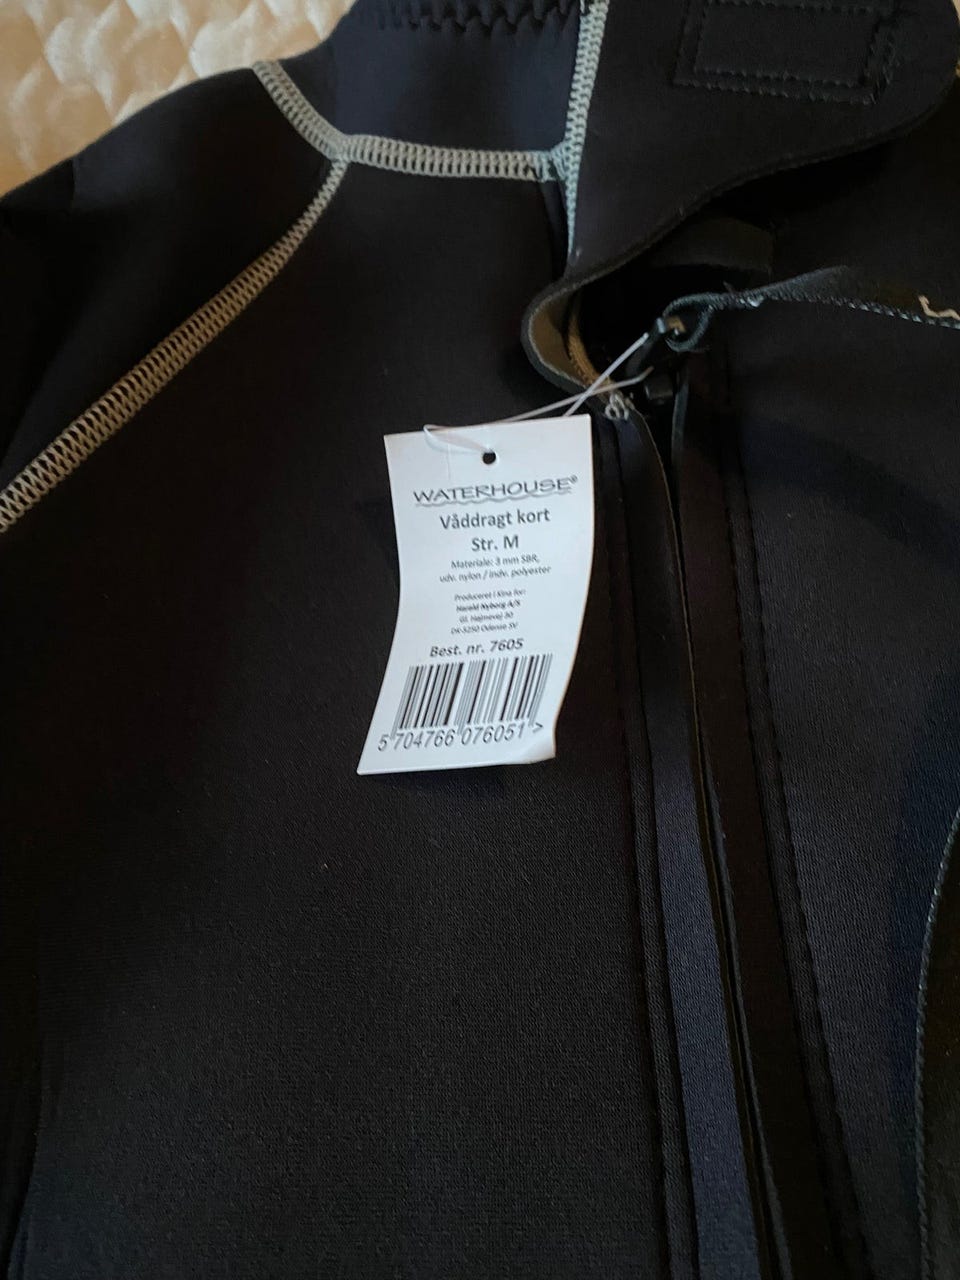 WATERHOUSE®
Våddragt kort
Str. M
Materiale: 3 mm SBR,
udv. nylon / indv. polyester
Produceret i Kina for:
Harald Nyborg A/S
Gl. Højmevej 30
DK-5250 Odense SV
Best. nr. 7605
5 704766 076051 >